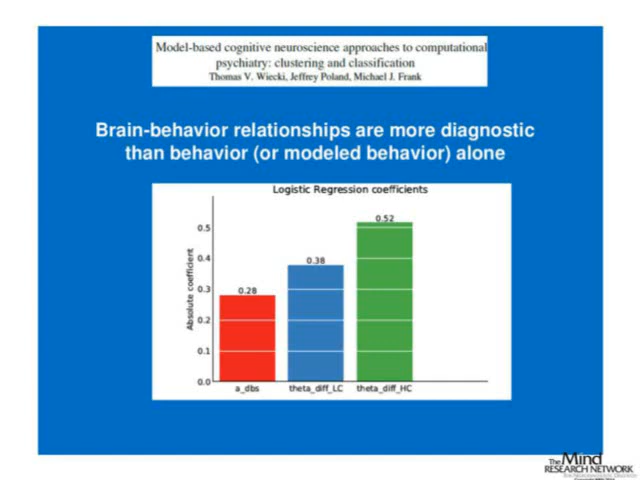 Model-based cognitive neuroscience approaches to computational
psychiatry: clustering and classification
Thomas V. Wiecki, Jeffrey Poland, Michael J. Frank
Brain-behavior relationships are more diagnostic
than behavior (or modeled behavior) alone
Logistic Regression coefficients
Absolute coefficient
0.5
0.4
0.3
0.2
0.1
0.0
0.28
0.38
0.52
a_dbs
theta_diff_LC
theta_diff_HC
The Mind
RESEARCH NETWORK